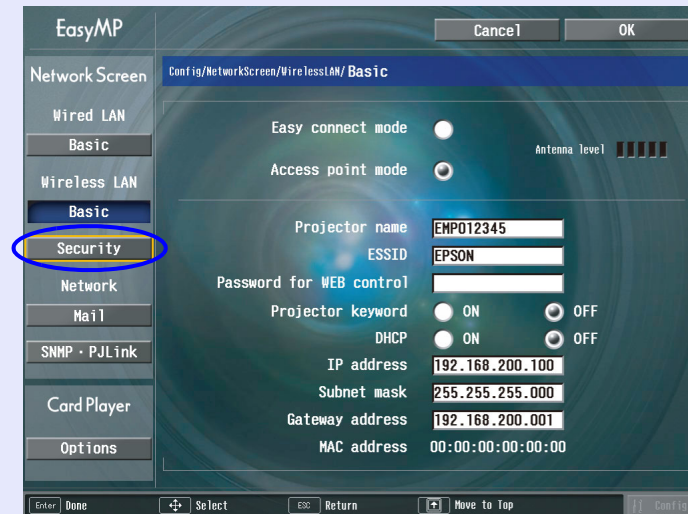 EasyMP
Cancel OK
Network Screen
Config/NetworkScreen/WirelessLAN/Basic
Wired LAN
Basic
Wireless LAN
Basic
Security
Network
Mail
SNMP・PJLink
Card Player
Options
Easy connect mode
Antenna level
Access point mode
Projector name EMP012345
ESSID EPSON
Password for WEB control
Projector keyword ON OFF
DHCP ON OFF
IP address 192.168.200.100
Subnet mask 255.255.255.000
Gateway address 192.168.200.001
MAC address 00:00:00:00:00:00
Enter Done Select ESC Return Move to Top Config